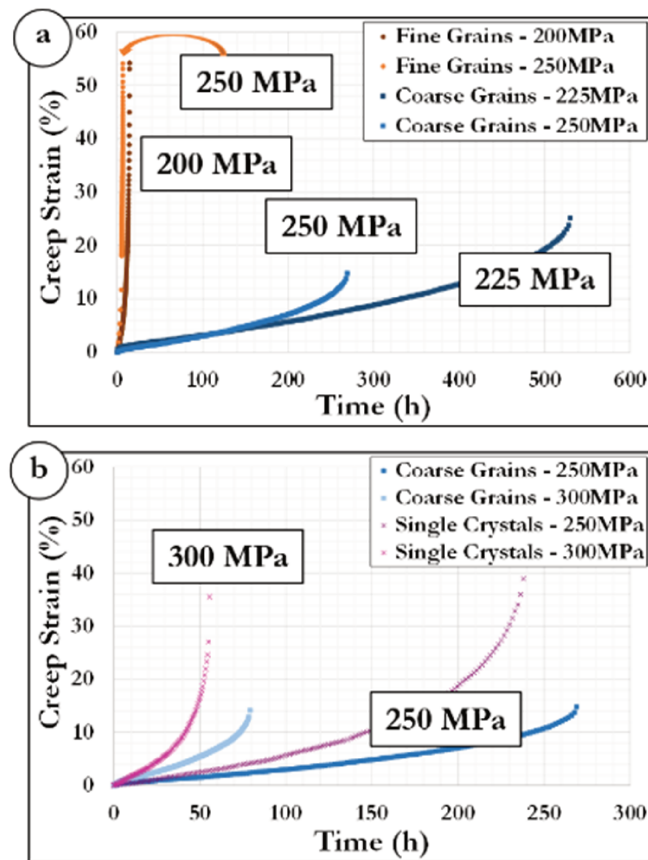 a
Creep Strain (%)
60
50
40
30
20
10
0
Fine Grains - 200MPa
Fine Grains - 250MPa
Coarse Grains - 225MPa
Coarse Grains - 250MPa
250 MPa
200 MPa
250 MPa
225 MPa
0 100 200 300 400 500 600
Time (h)
b
Creep Strain (%)
60
50
40
30
20
10
0
Coarse Grains - 250MPa
Coarse Grains - 300MPa
Single Crystals - 250MPa
Single Crystals - 300MPa
300 MPa
250 MPa
0 50 100 150 200 250 300
Time (h)